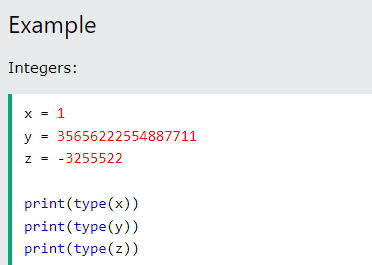 Example
Integers:
x = 1
y = 35656222554887711
z = -3255522
print(type(x))
print(type(y))
print(type(z))